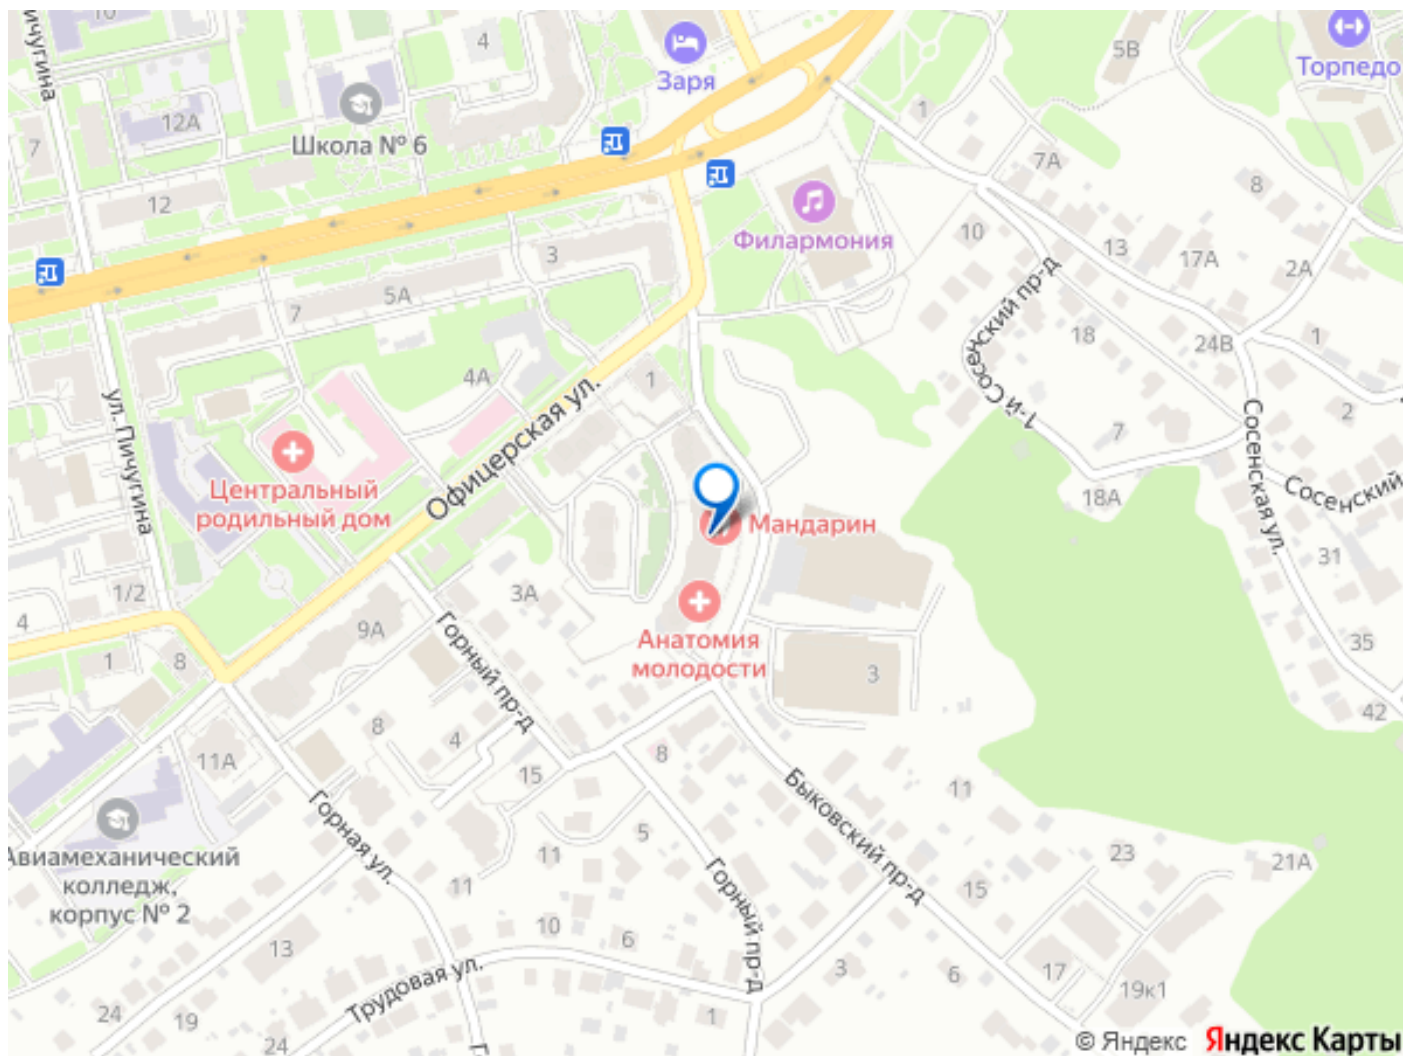 10
Пичугина
4
Заря
5В
Торпедо
12А
Школа № 6
1
7
7А
8
12
Филармония
10
13
17А
2А
3
5А
7
1-й Сосенский пр-д
18
24В
1
4А
1
2
ул. Пичугина
Офицерская ул.
7
Сосенская ул.
Сосенский
Центральный
родильный дом
18А
Мандарин
31
1/2
3А
4
9А
Анатомия
молодости
35
1
8
Горный пр-д
3
42
11А
8
4
15
8
Быковский пр-д
11
Горная ул.
5
Авиамеханический
колледж,
корпус № 2
11
11
Горный пр-д
23
21А
15
13
10
6
3
6
17
19к1
Трудовая ул.
24
19
24
1
Г
© Яндекс
Яндекс Карты